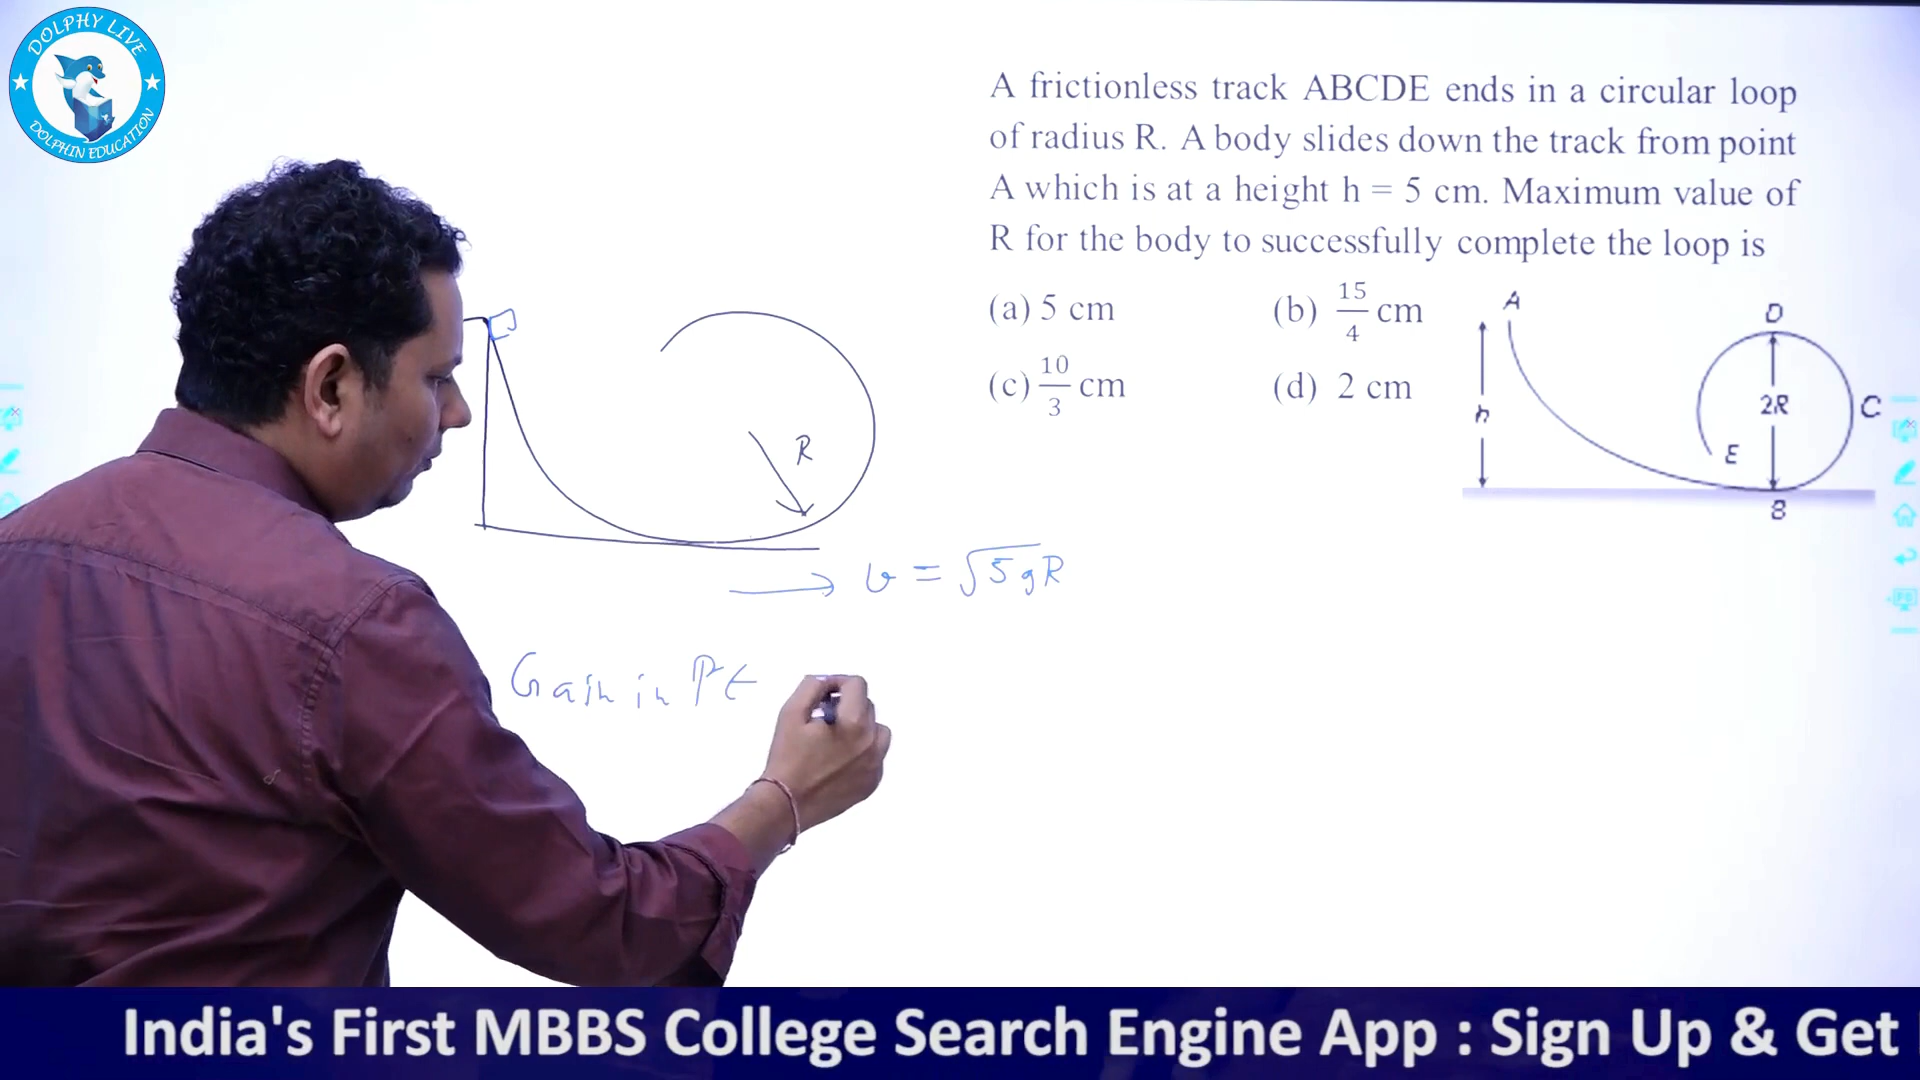 DOLPHY LIVE
DOLPHIN EDUCATION
A frictionless track ABCDE ends in a circular loop
of radius R. A body slides down the track from point
A which is at a height h = 5 cm. Maximum value of
R for the body to successfully complete the loop is
(a) 5 cm (b) 15/4 cm
(c) 10/3 cm (d) 2 cm
A
D
h
2R
C
E
B
R
v = √5gR
Gain in PE
India's First MBBS College Search Engine App : Sign Up & Get